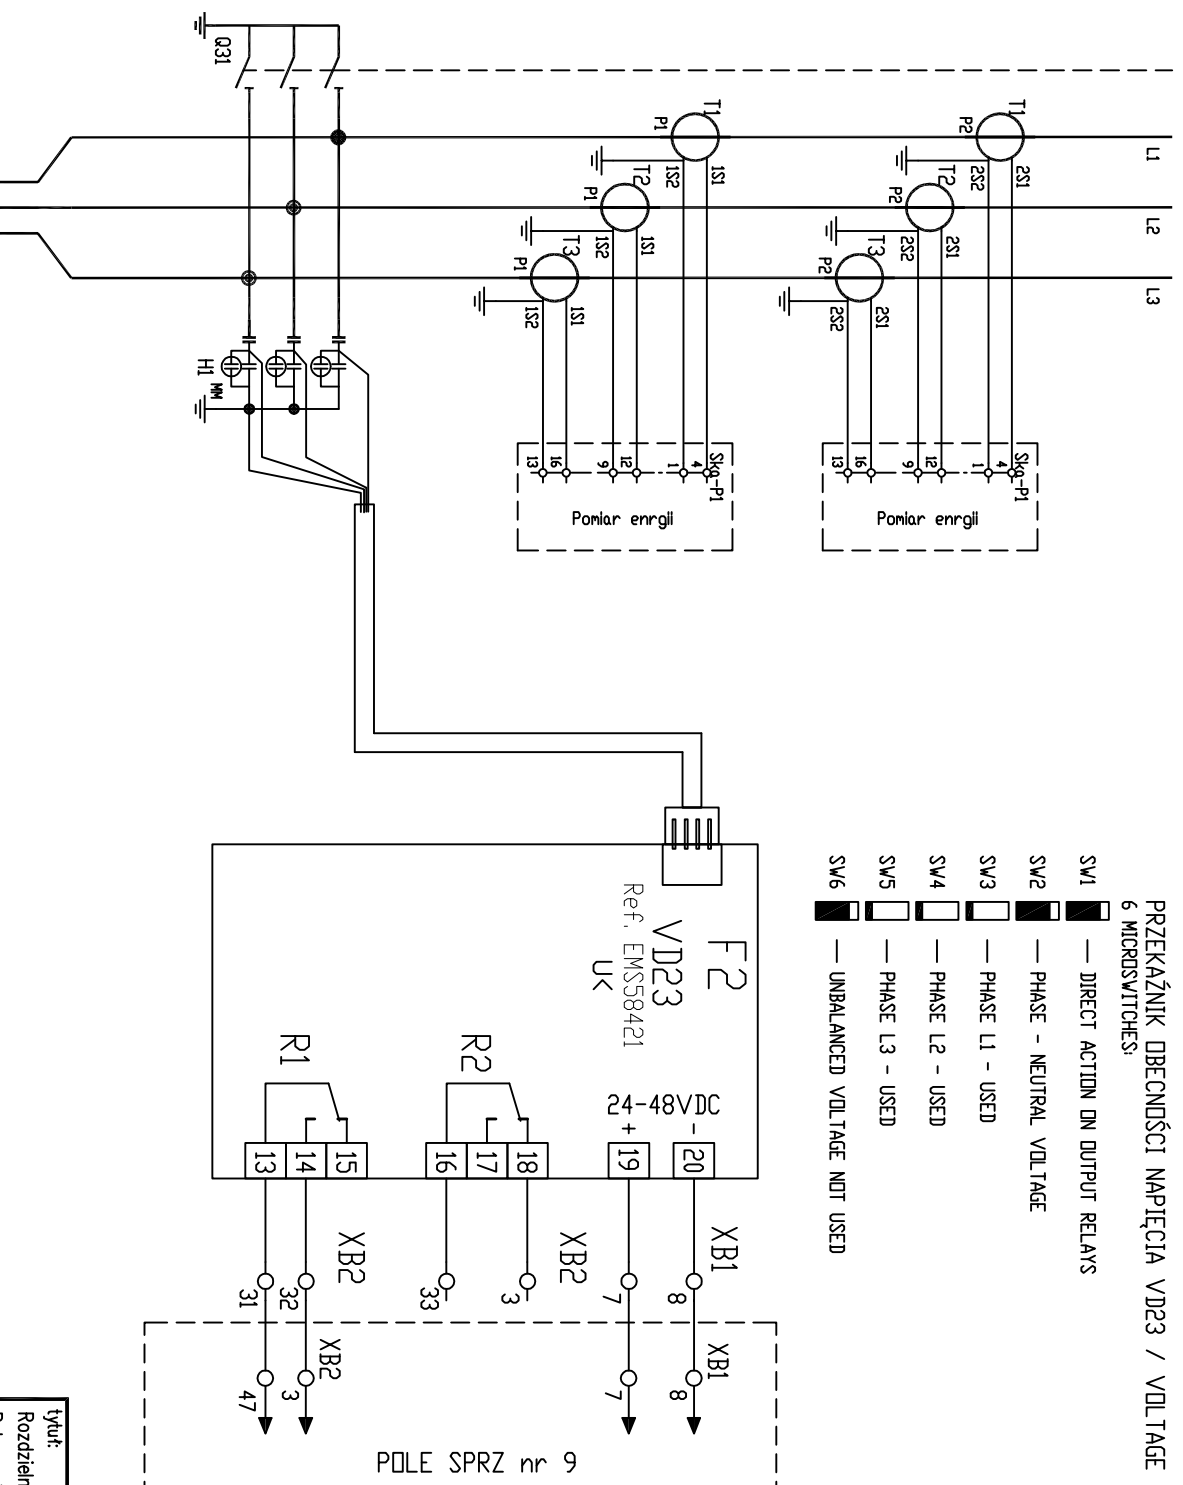 PRZEKAŹNIK OBECNOŚCI NAPIĘCIA VD23 / VOLTAGE
6 MICROSWITCHES:
SW1 — DIRECT ACTION ON OUTPUT RELAYS
SW2 — PHASE - NEUTRAL VOLTAGE
SW3 — PHASE L1 - USED
SW4 — PHASE L2 - USED
SW5 — PHASE L3 - USED
SW6 — UNBALANCED VOLTAGE NOT USED
L1
L2
L3
Q31
T1
P1
1S1
1S2
T2
P1
1S1
1S2
T3
P1
1S1
1S2
T1
P2
2S1
2S2
T2
P2
2S1
2S2
T3
P2
2S1
2S2
H1
MM
13 16 9 12 1 4
Ska-P1
Pomiar enrgii
13 16 9 12 1 4
Ska-P1
Pomiar enrgii
F2
VD23
Ref. EMS58421
UK
R1
R2
24-48VDC
+ -
13 14 15
16 17 18
19 20
XB2
XB2
XB1
31 32
33 3
7 8
XB2
XB1
47 3
7 8
POLE SPRZ nr 9
tytuł:
Rozdzieln